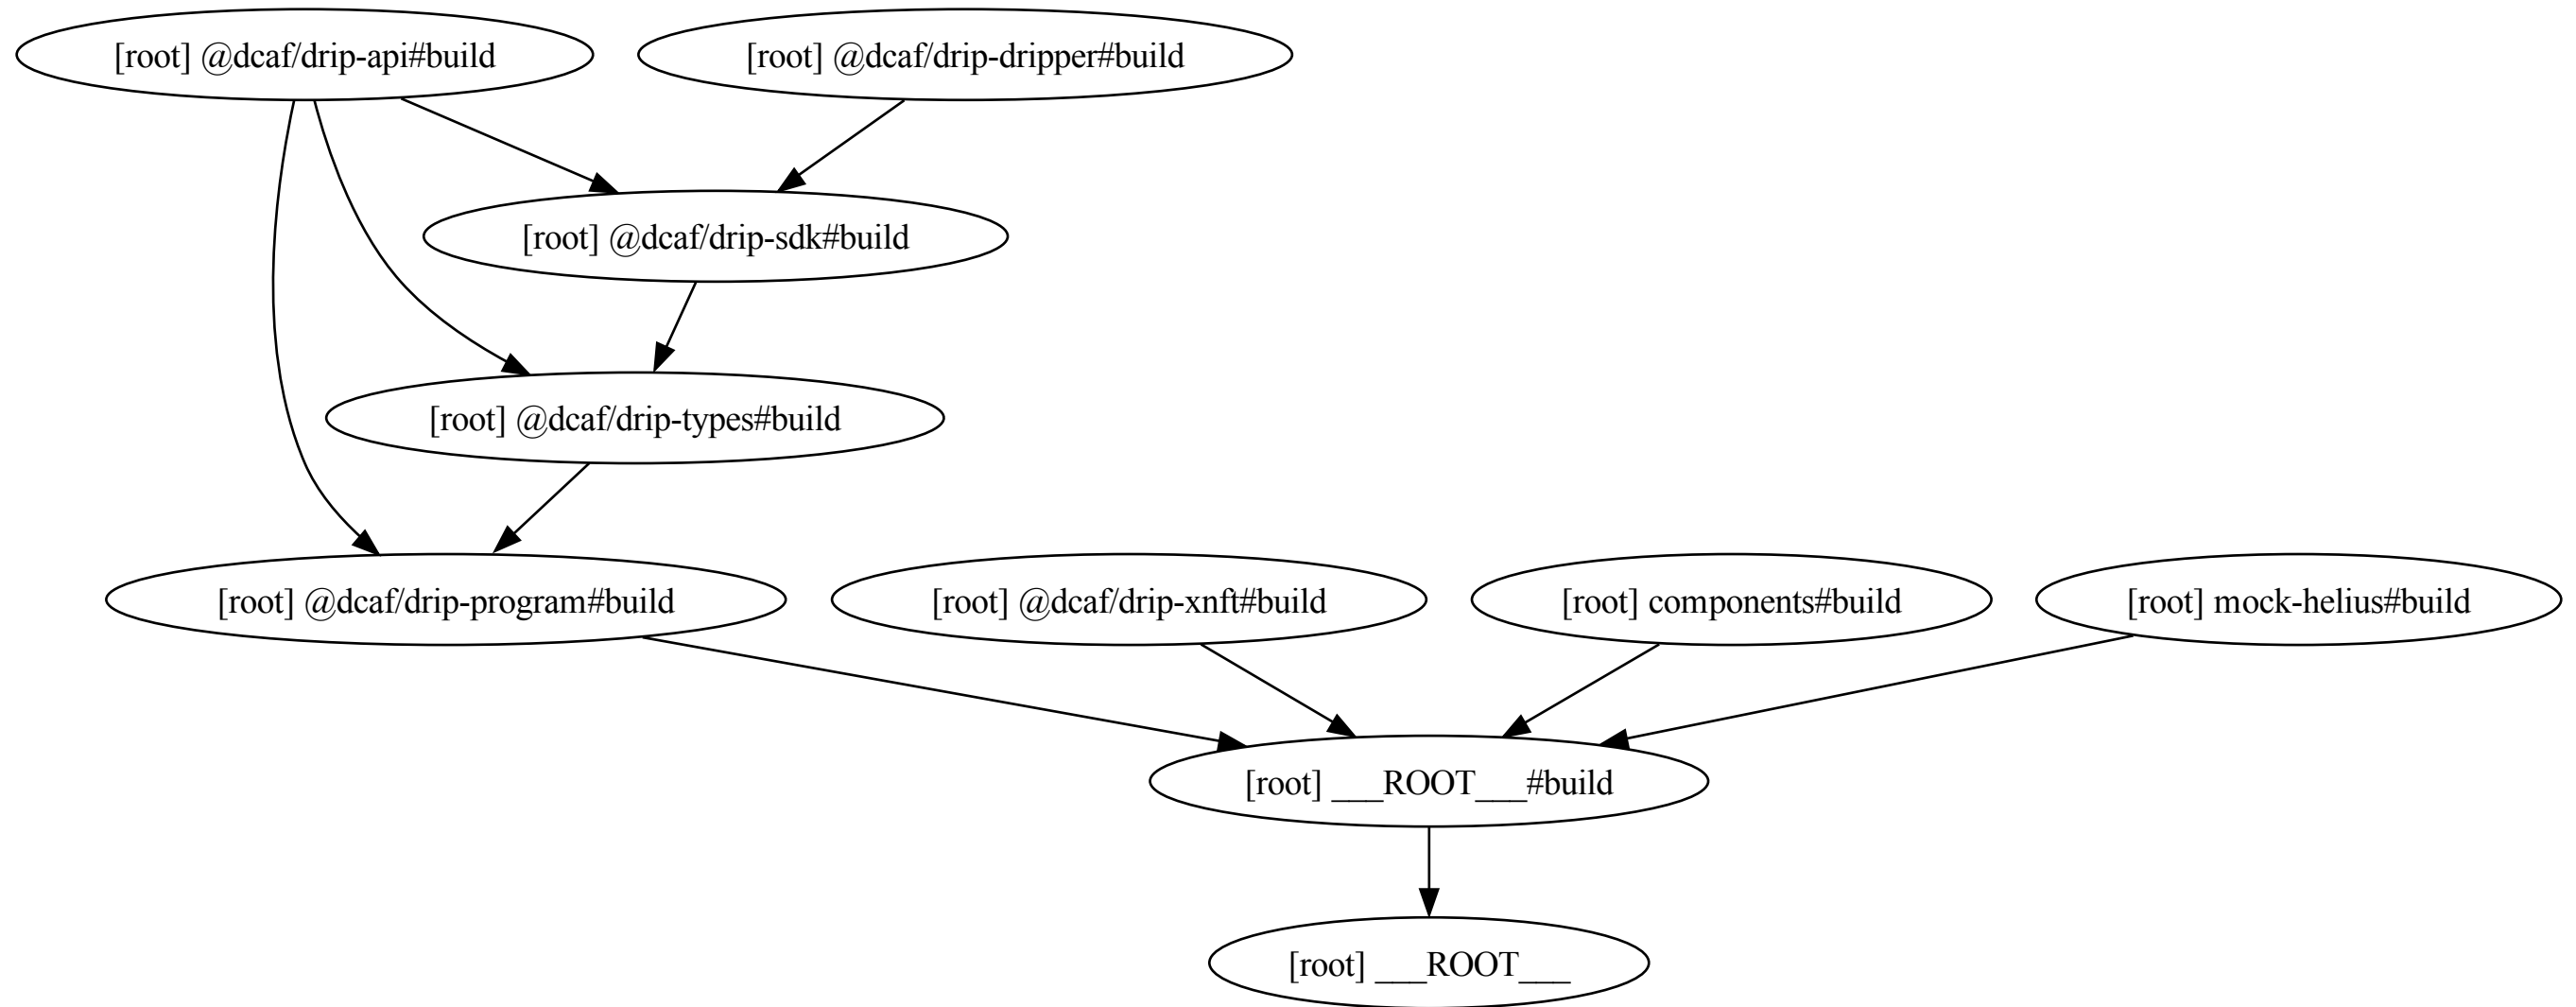 [root] @dcaf/drip-api#build
[root] @dcaf/drip-dripper#build
[root] @dcaf/drip-sdk#build
[root] @dcaf/drip-types#build
[root] @dcaf/drip-program#build
[root] @dcaf/drip-xnft#build
[root] components#build
[root] mock-helius#build
[root] ___ROOT___#build
[root] ___ROOT___